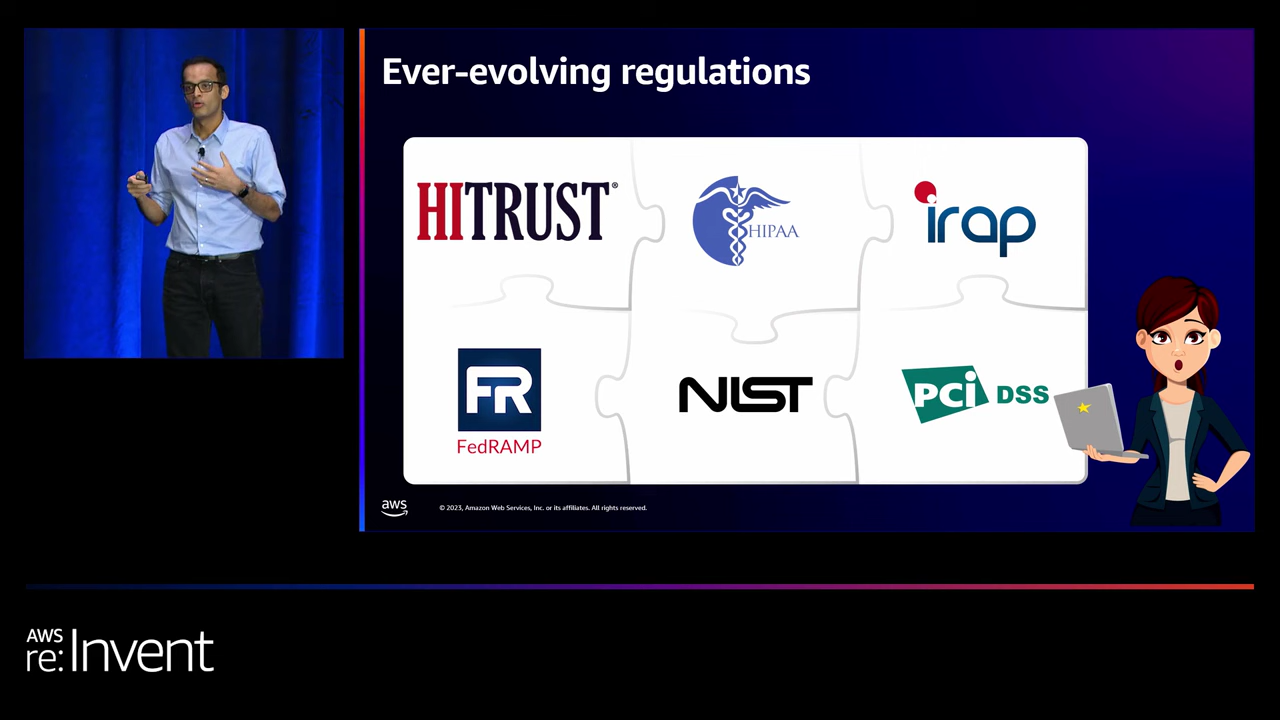 Ever-evolving regulations
HITRUST®
HIPAA
irap
FR
FedRAMP
NIST
PCi DSS
aws
© 2023, Amazon Web Services, Inc. or its affiliates. All rights reserved.
AWS
re:Invent